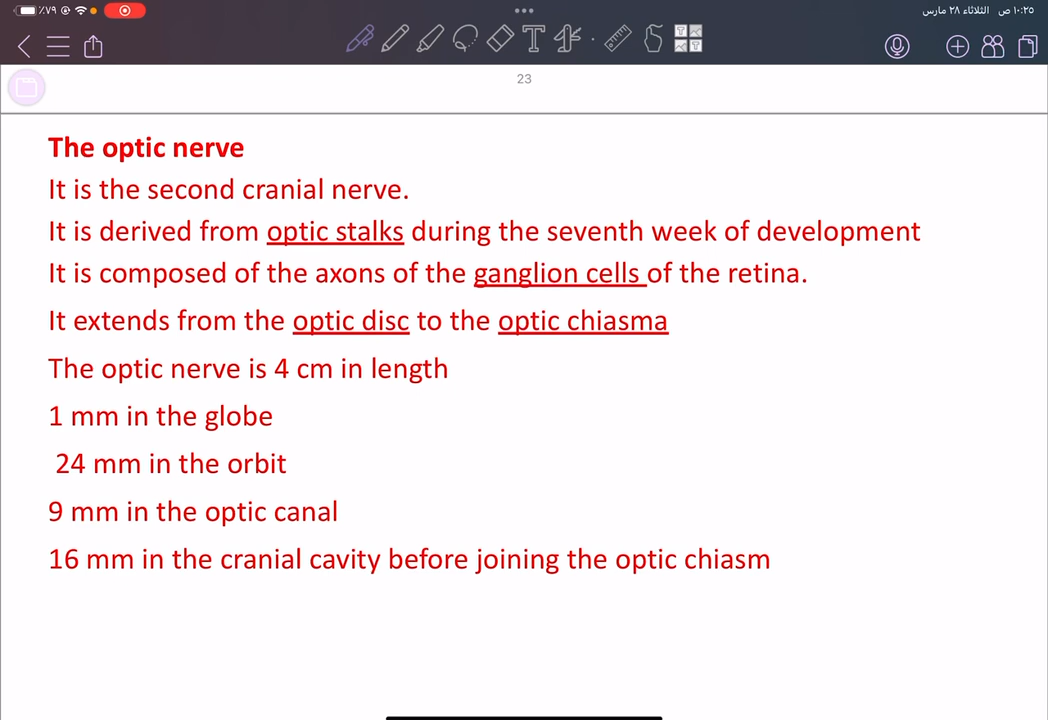 ٪٧٩
١٠:٢٥ ص الثلاثاء ٢٨ مارس
23
The optic nerve
It is the second cranial nerve.
It is derived from optic stalks during the seventh week of development
It is composed of the axons of the ganglion cells of the retina.
It extends from the optic disc to the optic chiasma
The optic nerve is 4 cm in length
1 mm in the globe
24 mm in the orbit
9 mm in the optic canal
16 mm in the cranial cavity before joining the optic chiasm